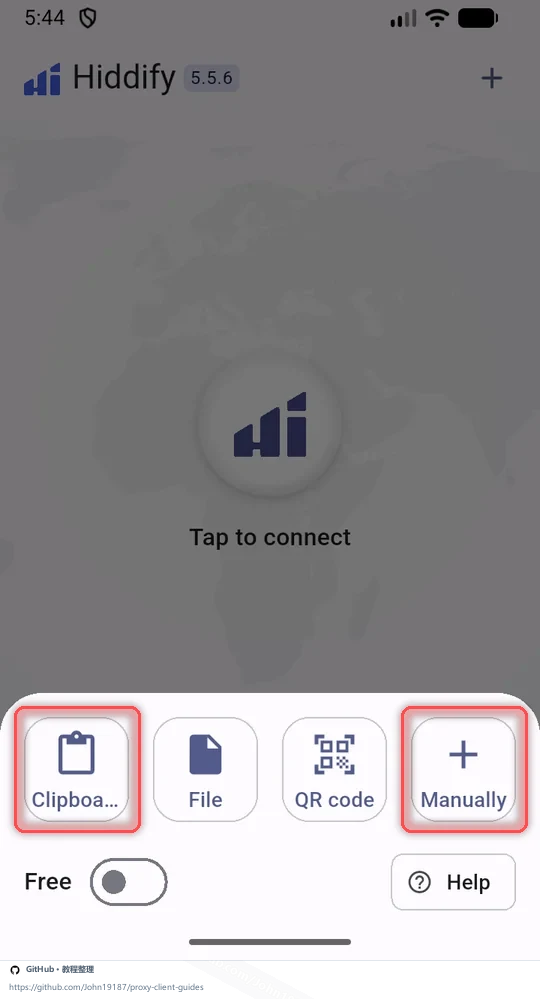 5:44
Hiddify 5.5.6
Tap to connect
Clipboa... File QR code Manually
Free Help
GitHub • 教程整理
https://github.com/John19187/proxy-client-guides